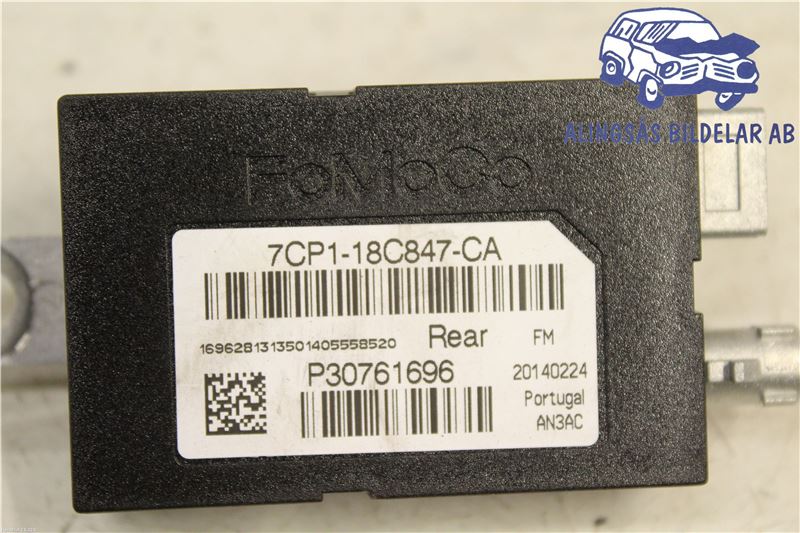 ALINGSÅS BILDELAR AB
FoMoCo
7CP1-18C847-CA
1696281313501405558520
Rear
FM
P30761696
20140224
Portugal
AN3AC